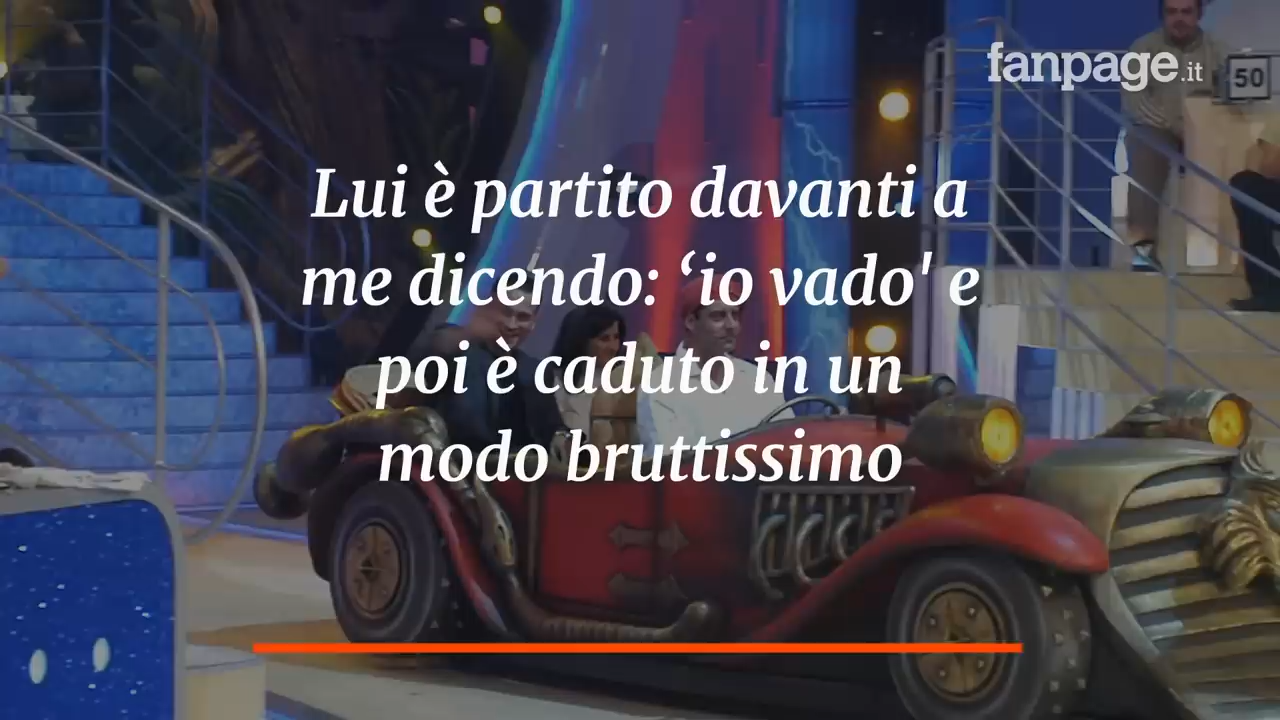 fanpage.it
50
Lui è partito davanti a
me dicendo: ‘io vado' e
poi è caduto in un
modo bruttissimo